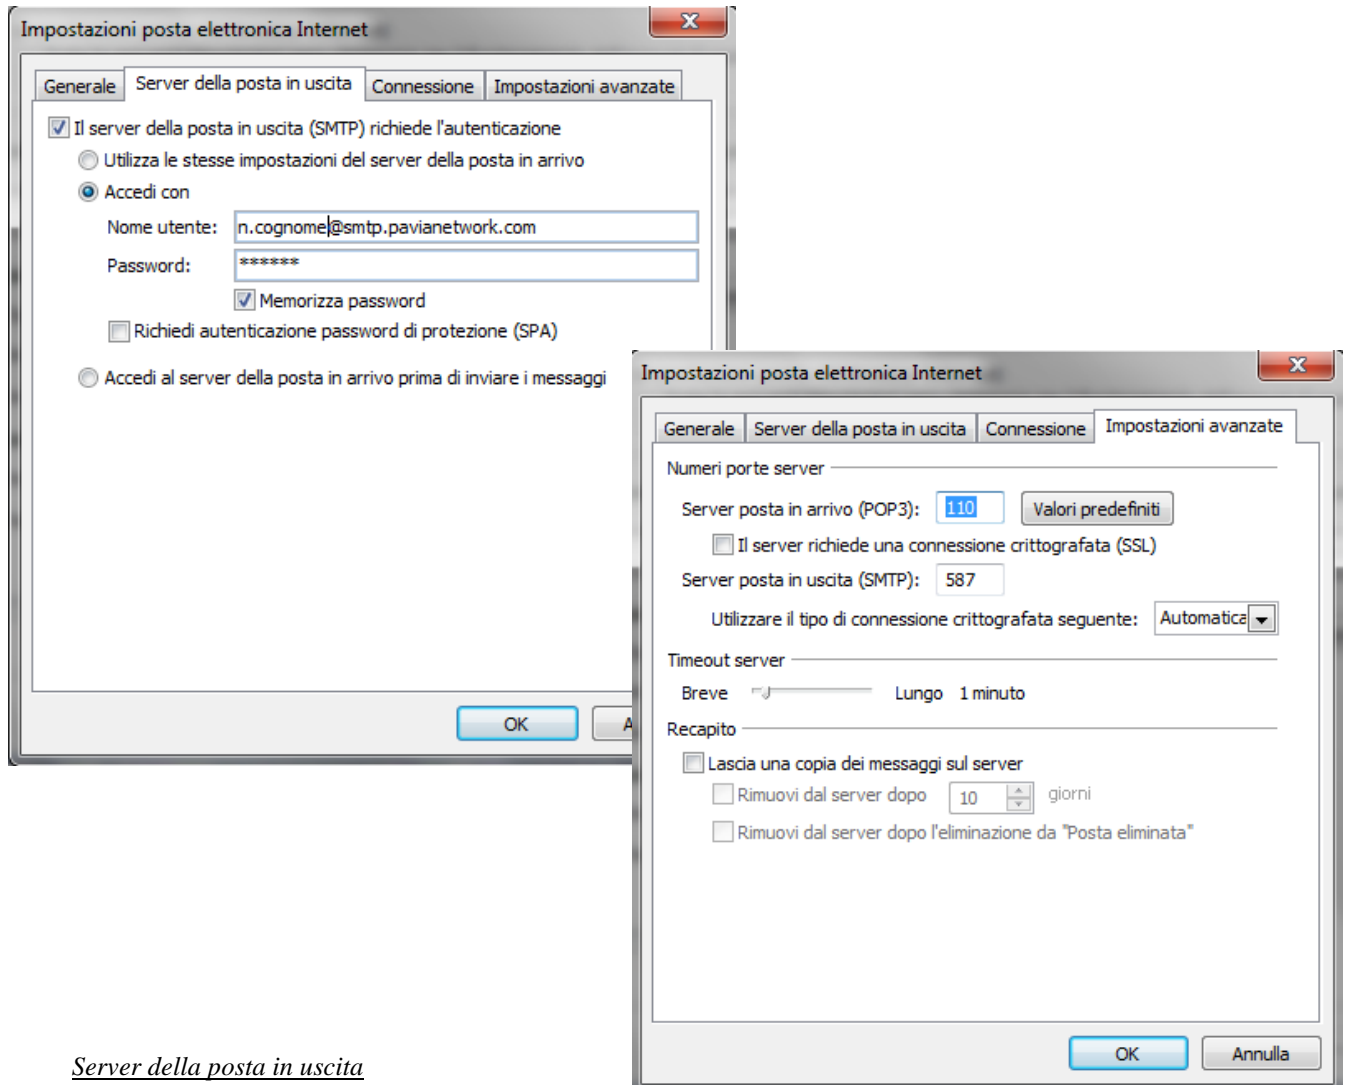 Impostazioni posta elettronica Internet
Generale Server della posta in uscita Connessione Impostazioni avanzate
Il server della posta in uscita (SMTP) richiede l'autenticazione
Utilizza le stesse impostazioni del server della posta in arrivo
Accedi con
Nome utente: n.cognome@smtp.pavianetwork.com
Password: ******
Memorizza password
Richiedi autenticazione password di protezione (SPA)
Accedi al server della posta in arrivo prima di inviare i messaggi
OK A
Impostazioni posta elettronica Internet
Generale Server della posta in uscita Connessione Impostazioni avanzate
Numeri porte server
Server posta in arrivo (POP3): 110 Valori predefiniti
Il server richiede una connessione crittografata (SSL)
Server posta in uscita (SMTP): 587
Utilizzare il tipo di connessione crittografata seguente: Automatica
Timeout server
Breve Lungo 1 minuto
Recapito
Lascia una copia dei messaggi sul server
Rimuovi dal server dopo 10 giorni
Rimuovi dal server dopo l'eliminazione da "Posta eliminata"
OK Annulla
Server della posta in uscita